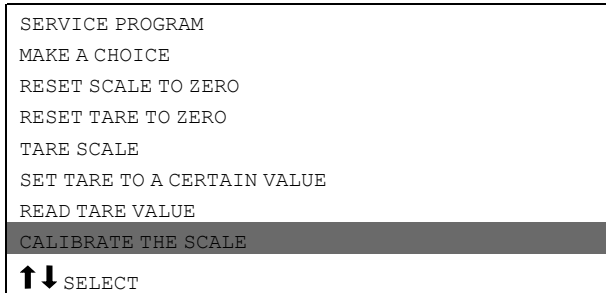 SERVICE PROGRAM
MAKE A CHOICE
RESET SCALE TO ZERO
RESET TARE TO ZERO
TARE SCALE
SET TARE TO A CERTAIN VALUE
READ TARE VALUE
CALIBRATE THE SCALE
⬆⬇ SELECT